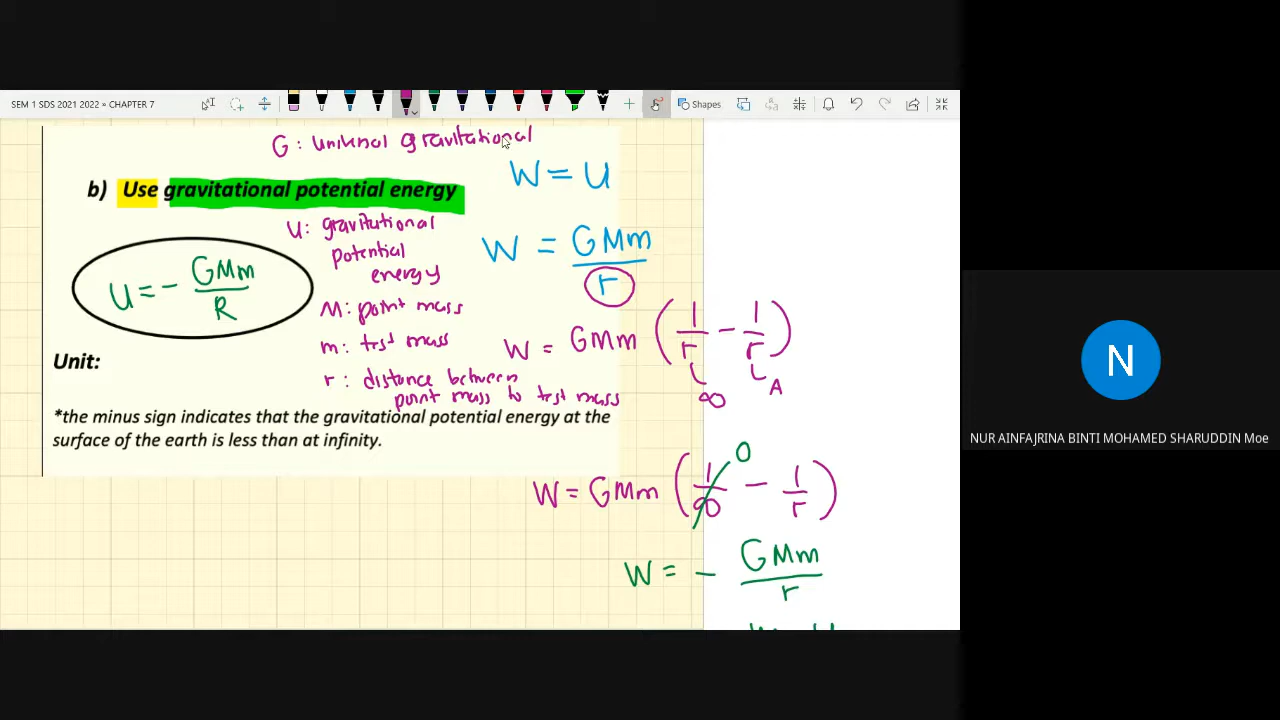 SEM 1 SDS 2021 2022 » CHAPTER 7
Shapes
G : universal gravitational
b) Use gravitational potential energy
W = U
U : gravitational
potential
energy
W = GMm / r
U = - GMm / R
M : point mass
m : test mass
W = GMm ( 1/r - 1/r )
∞ A
Unit:
r : distance between
point mass to test mass
*the minus sign indicates that the gravitational potential energy at the
surface of the earth is less than at infinity.
0
W = GMm ( 1/∞ - 1/r )
W = - GMm / r
N
NUR AINFAJRINA BINTI MOHAMED SHARUDDIN Moe